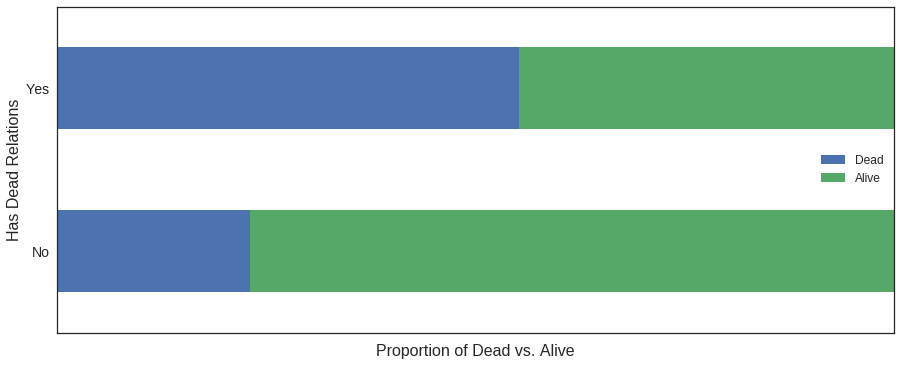 Has Dead Relations
Yes
No
Dead
Alive
Proportion of Dead vs. Alive